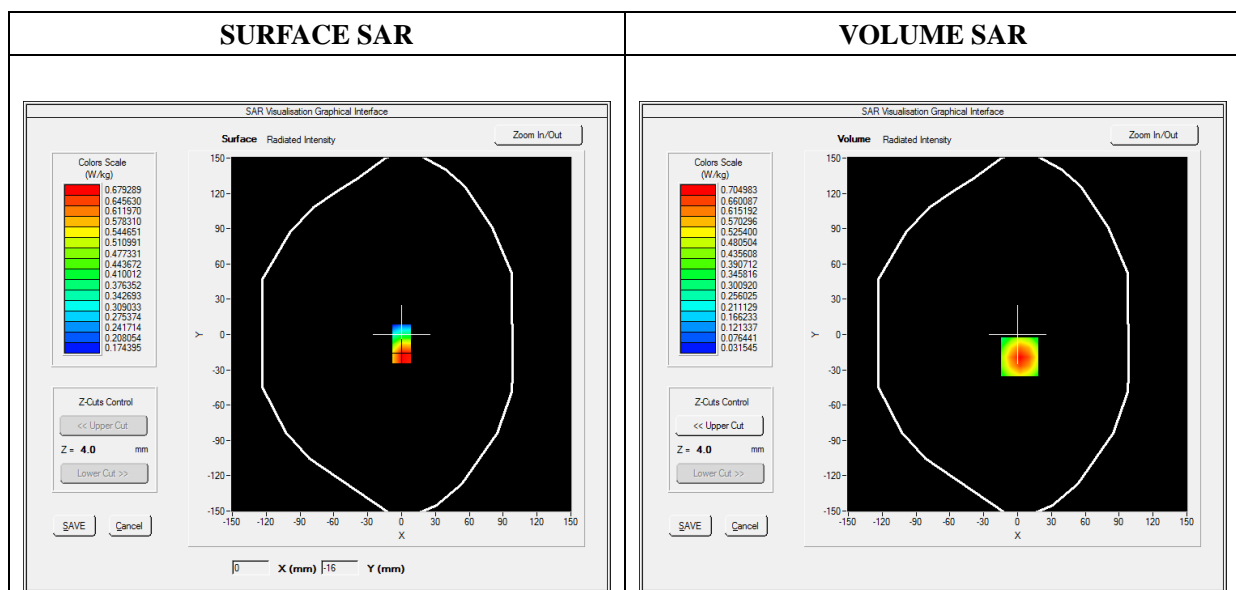 SURFACE SAR
VOLUME SAR
SAR Visualisation Graphical Interface
Surface Radiated Intensity
Zoom In/Out
Colors Scale
(W/kg)
0.679289
0.645630
0.611970
0.578310
0.544651
0.510991
0.477331
0.443672
0.410012
0.376352
0.342693
0.309033
0.275374
0.241714
0.208054
0.174395
150
120
90
60
30
0
-30
-60
-90
-120
-150
Y
-150 -120 -90 -60 -30 0 30 60 90 120 150
X
Z-Cuts Control
<< Upper Cut
Z = 4.0 mm
Lower Cut >>
SAVE Cancel
0 X (mm) -16 Y (mm)
SAR Visualisation Graphical Interface
Volume Radiated Intensity
Zoom In/Out
Colors Scale
(W/kg)
0.704983
0.660087
0.615192
0.570296
0.525400
0.480504
0.435608
0.390712
0.345816
0.300920
0.256025
0.211129
0.166233
0.121337
0.076441
0.031545
150
120
90
60
30
0
-30
-60
-90
-120
-150
Y
-150 -120 -90 -60 -30 0 30 60 90 120 150
X
Z-Cuts Control
<< Upper Cut
Z = 4.0 mm
Lower Cut >>
SAVE Cancel